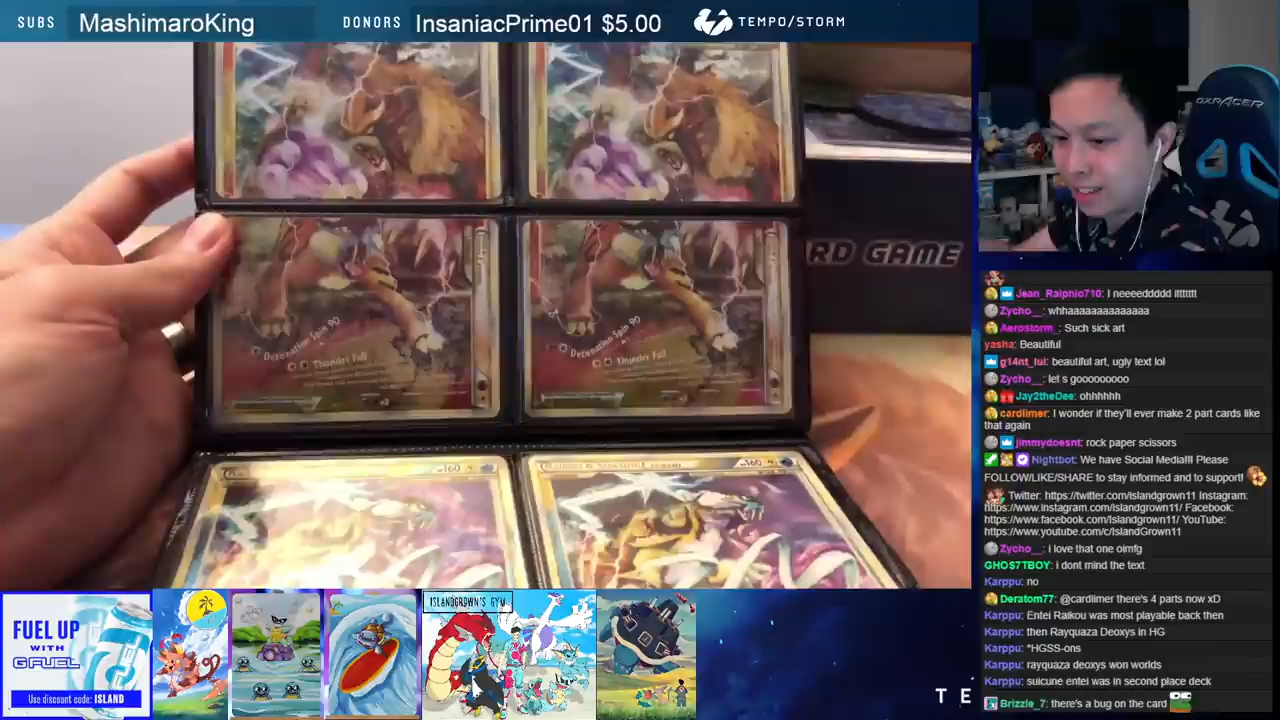 SUBS MashimaroKing DONORS InsaniacPrime01 $5.00 TEMPO/STORM
DXRACER
RD GAME
Detonation Spin 90
Thunder Fall
Detonation Spin 90
Thunder Fall
160
160
Jean_Ralphio710: I neeeeddddd itttttttt
Zycho__: whhaaaaaaaaaaaaaa
Aerostorm_: Such sick art
yasha: Beautiful
g14nt_lui: beautiful art, ugly text lol
Zycho__: let s gooooooooo
Jay2theDee: ohhhhhh
cardlimer: I wonder if they'll ever make 2 part cards like
that again
jimmydoesnt: rock paper scissors
Nightbot: We have Social Media!!! Please
FOLLOW/LIKE/SHARE to stay informed and to support!
Twitter: https://twitter.com/islandgrown11 Instagram:
https://www.instagram.com/islandgrown11/ Facebook:
https://www.facebook.com/Islandgrown11/ YouTube:
https://www.youtube.com/c/IslandGrown11
Zycho__: i love that one oimfg
GHOS7TBOY: i dont mind the text
Karppu: no
Deratom77: @cardlimer there's 4 parts now xD
Karppu: Entei Raikou was most playable back then
Karppu: then Rayquaza Deoxys in HG
Karppu: *HGSS-ons
Karppu: rayquaza deoxys won worlds
Karppu: suicune entei was in second place deck
Brizzle_7: there's a bug on the card
FUEL UP
WITH
GFUEL
Use discount code: ISLAND
ISLANDGROWN'S GYM
T E